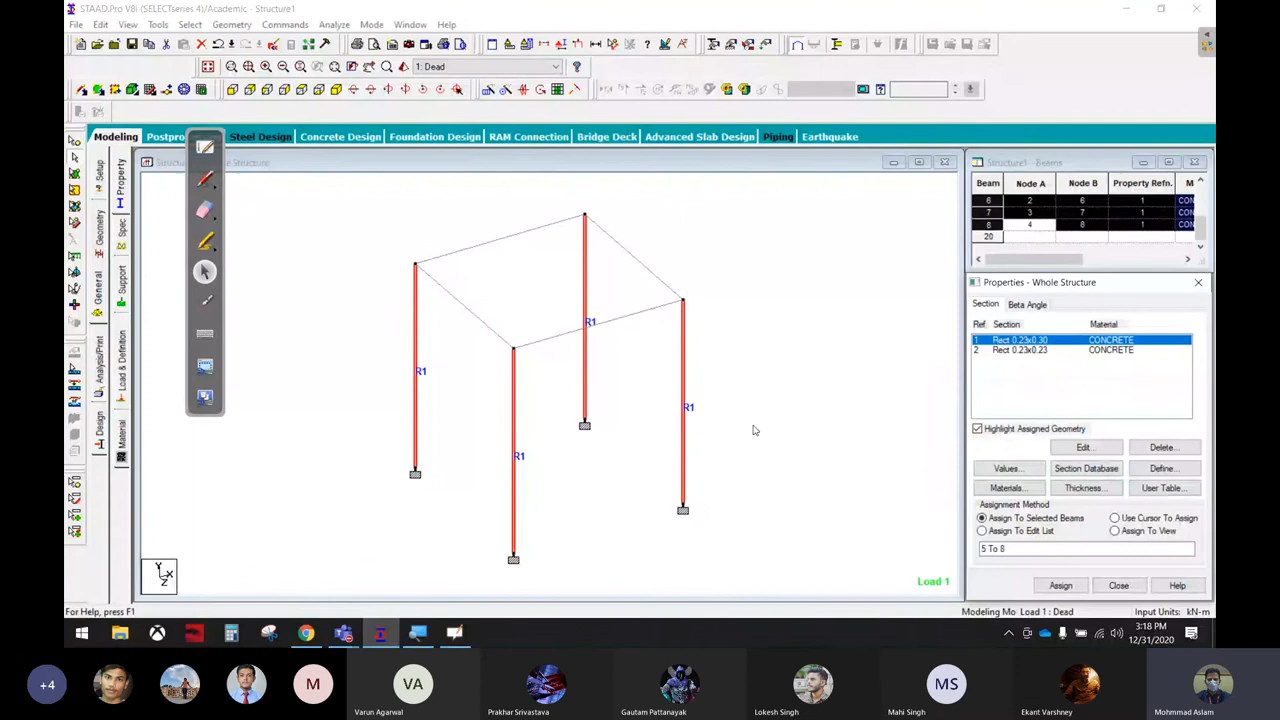 STAAD.Pro V8i (SELECTseries 4)/Academic - Structure1
File Edit View Tools Select Geometry Commands Analyze Mode Window Help
1: Dead
Modeling Postpro Steel Design Concrete Design Foundation Design RAM Connection Bridge Deck Advanced Slab Design Piping Earthquake
Setup
Geometry
General
Analysis/Print
Design
Property
Spec
Support
Load & Definition
Material
Structure1 - Beams
Beam Node A Node B Property Refn. M
6 2 6 1 CON
7 3 7 1 CON
8 4 8 1 CON
20
Properties - Whole Structure
Section Beta Angle
Ref Section Material
1 Rect 0.23x0.30 CONCRETE
2 Rect 0.23x0.23 CONCRETE
Highlight Assigned Geometry
Edit... Delete...
Values... Section Database Define...
Materials... Thickness... User Table...
Assignment Method
Assign To Selected Beams Use Cursor To Assign
Assign To Edit List Assign To View
5 To 8
Assign Close Help
R1
R1
R1
R1
Y
X
Z
Load 1
For Help, press F1
Modeling Mo Load 1 : Dead Input Units: kN-m
3:18 PM
12/31/2020
+4
M
VA
MS
Varun Agarwal Prakhar Srivastava Gautam Pattanayak Lokesh Singh Mahi Singh Ekant Varshney Mohmmad Aslam